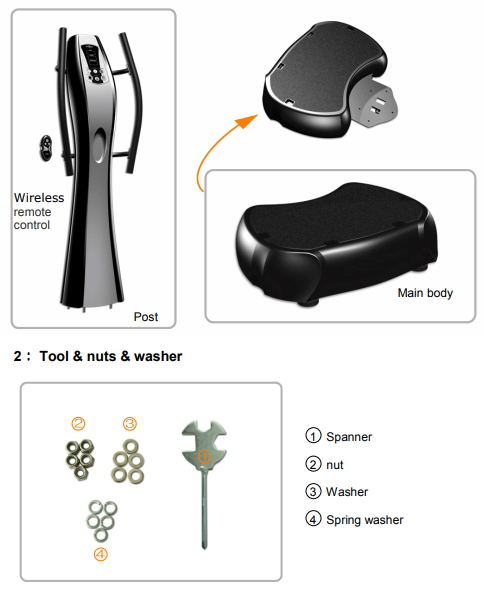 Wireless
remote
control
Post
Main body
2： Tool & nuts & washer
②
③
①
④
① Spanner
② nut
③ Washer
④ Spring washer